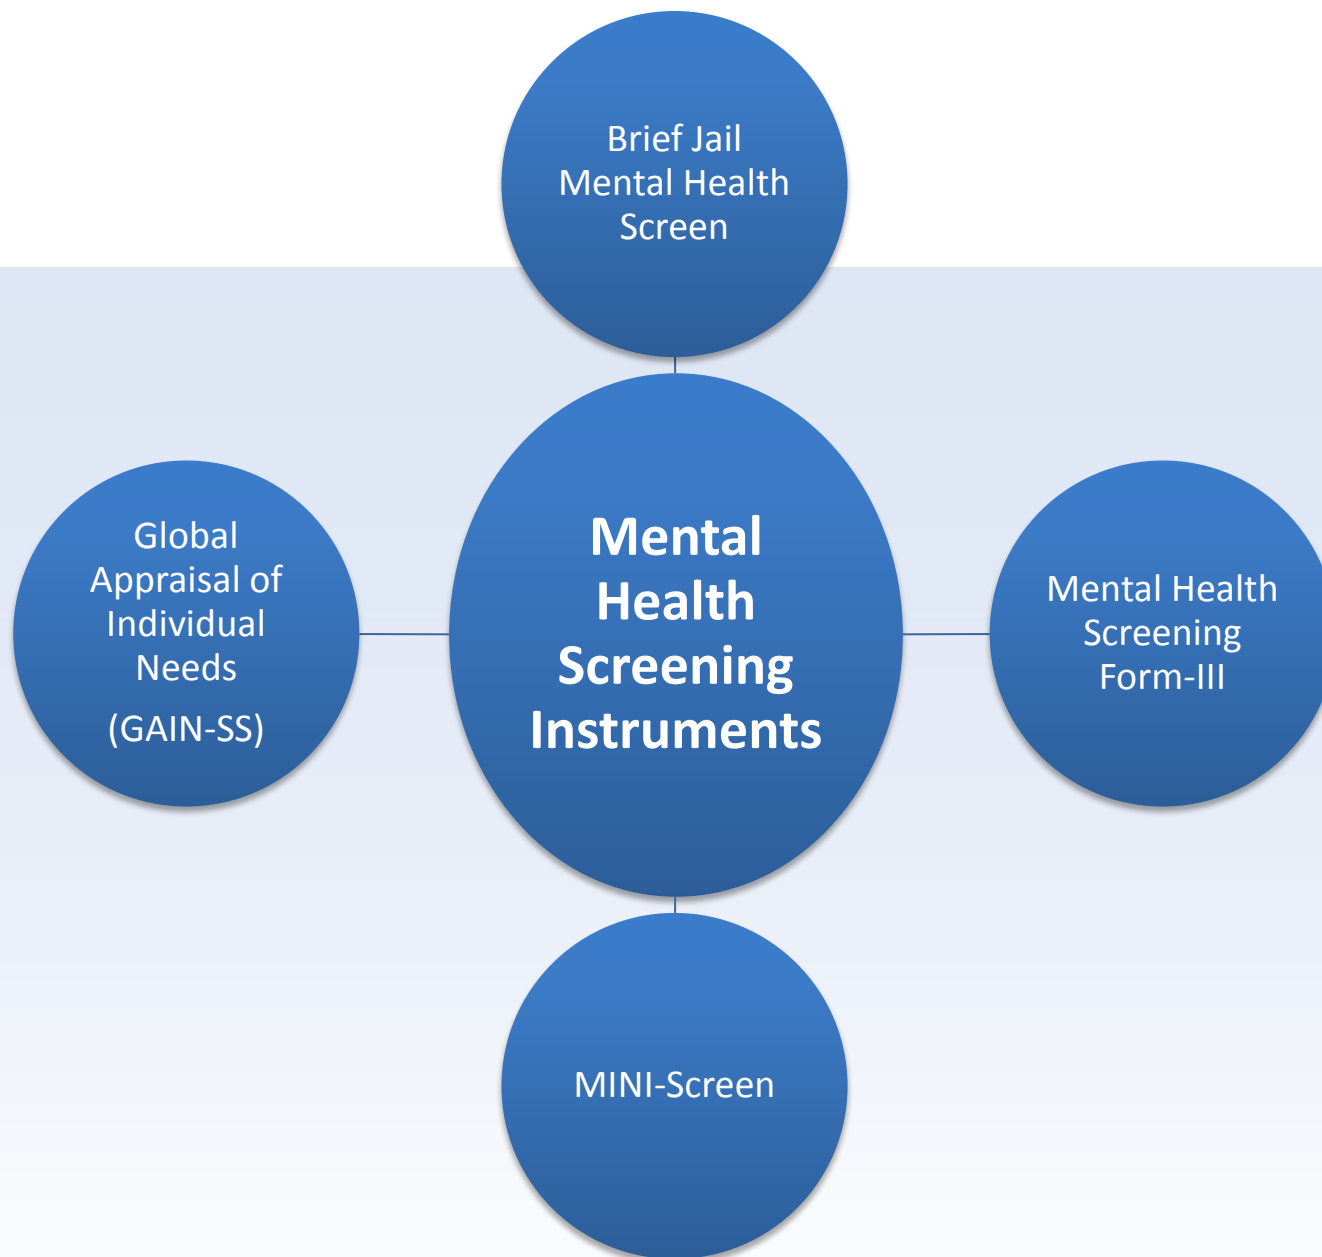 Brief Jail
Mental Health
Screen
Global
Appraisal of
Individual
Needs
(GAIN-SS)
Mental
Health
Screening
Instruments
Mental Health
Screening
Form-III
MINI-Screen